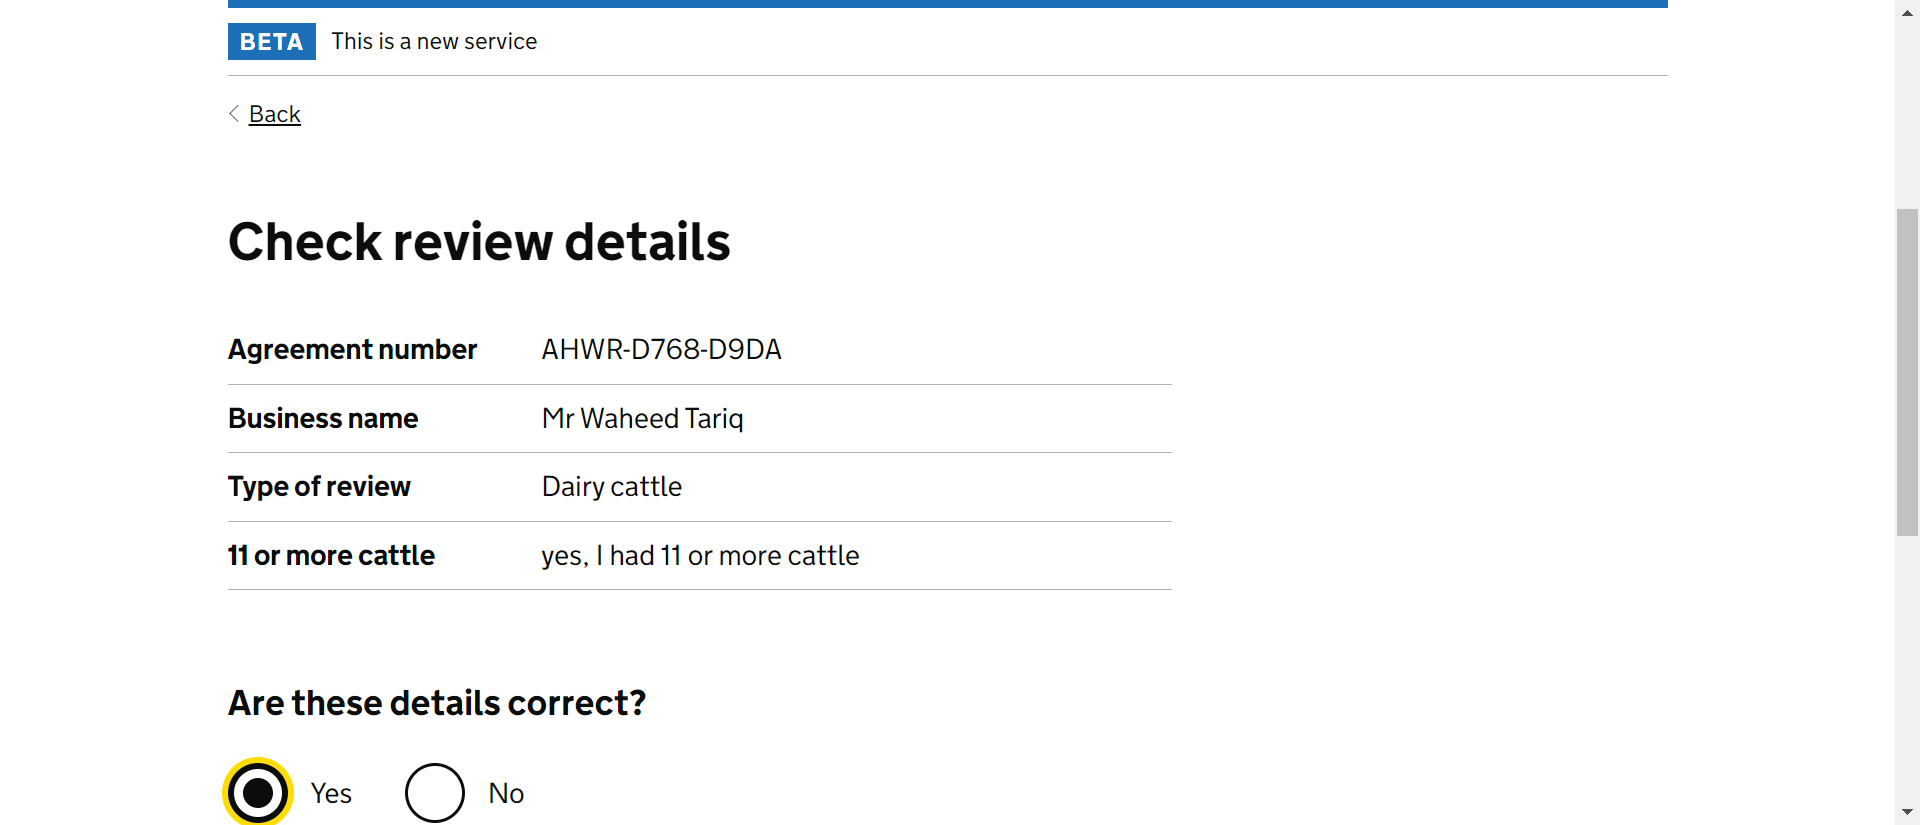 BETA This is a new service
Back
Check review details
Agreement number AHWR-D768-D9DA
Business name Mr Waheed Tariq
Type of review Dairy cattle
11 or more cattle yes, I had 11 or more cattle
Are these details correct?
Yes No